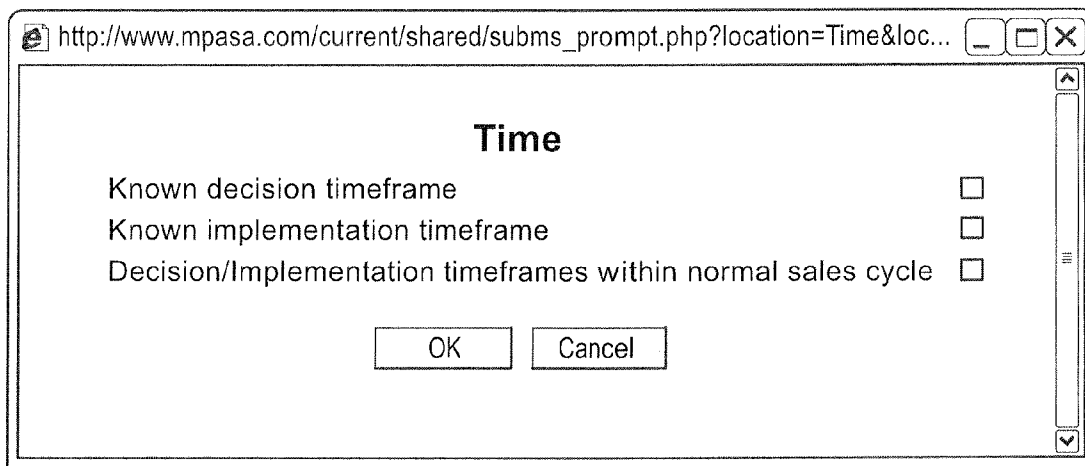 http://www.mpasa.com/current/shared/subms_prompt.php?location=Time&loc...
Time
Known decision timeframe
Known implementation timeframe
Decision/Implementation timeframes within normal sales cycle
OK Cancel